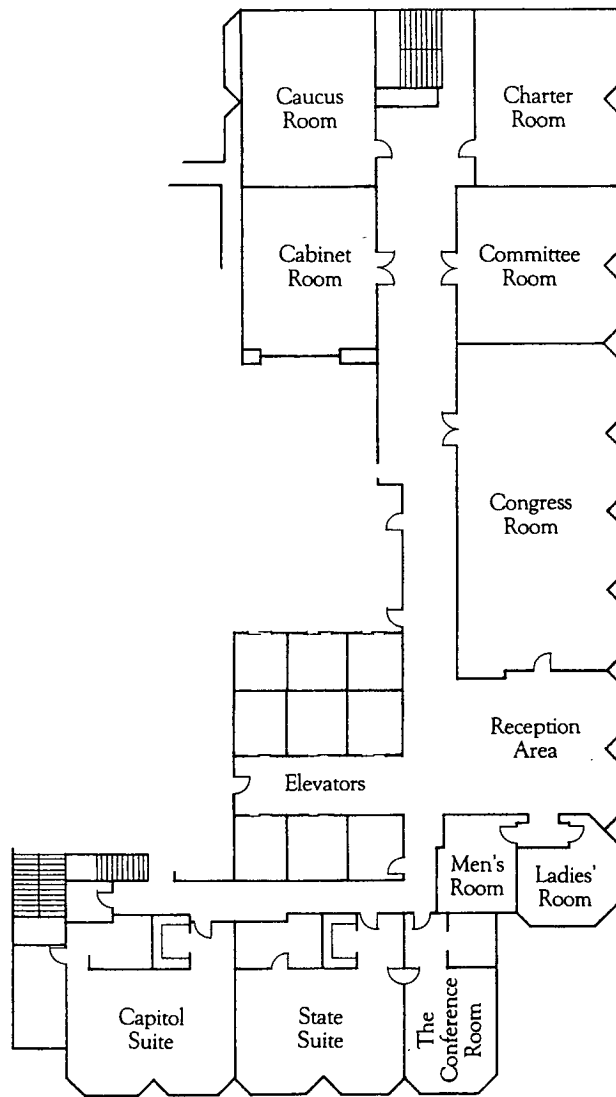 Caucus
Room
Charter
Room
Cabinet
Room
Committee
Room
Congress
Room
Reception
Area
Elevators
Men's
Room
Ladies'
Room
Capitol
Suite
State
Suite
The
Conference
Room